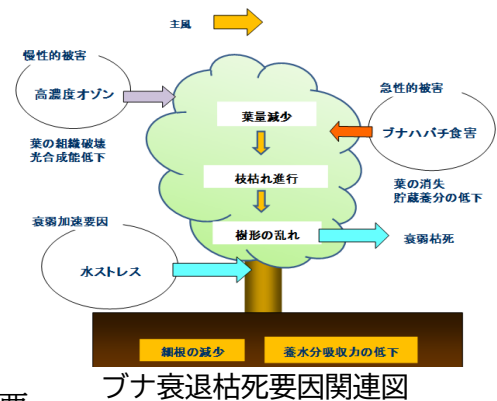 主風
慢性的被害
高濃度オゾン
葉の組織破壊
光合成能低下
急性的被害
ブナハバチ食害
葉の消失
貯蔵養分の低下
葉量減少
枝枯れ進行
樹形の乱れ
衰弱枯死
衰弱加速要因
水ストレス
細根の減少
養水分吸収力の低下
ブナ衰退枯死要因関連図